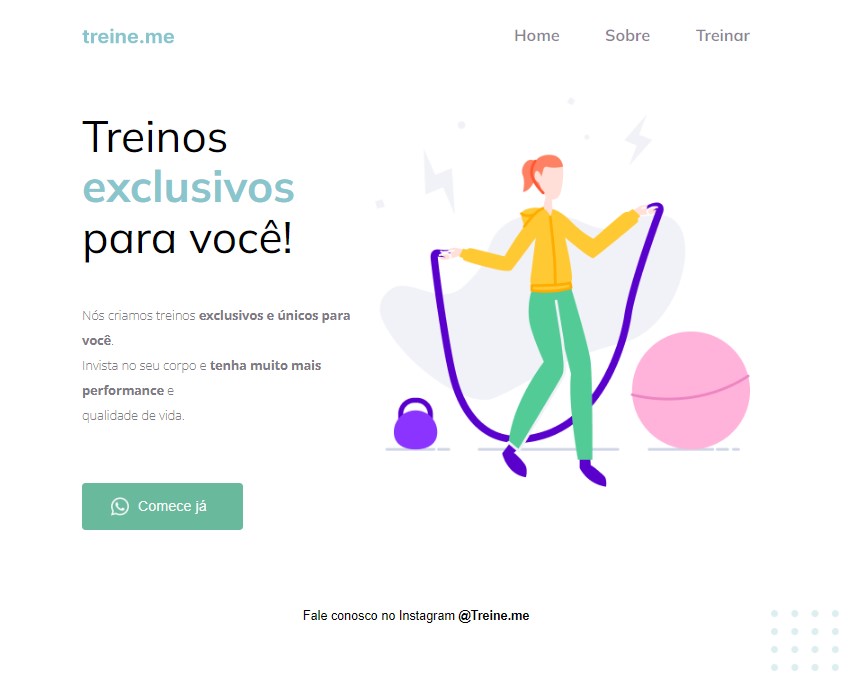 treine.me
Home Sobre Treinar
Treinos
exclusivos
para você!
Nós criamos treinos exclusivos e únicos para
você.
Invista no seu corpo e tenha muito mais
performance e
qualidade de vida.
Comece já
Fale conosco no Instagram @Treine.me